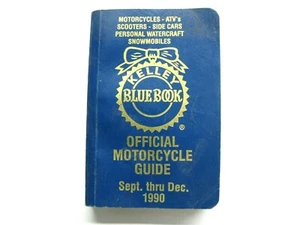 MOTORCYCLES - ATV's
SCOOTERS - SIDE CARS
PERSONAL WATERCRAFT
SNOWMOBILES
KELLEY
BLUE BOOK
®
OFFICIAL
MOTORCYCLE
GUIDE
Sept. thru Dec.
1990